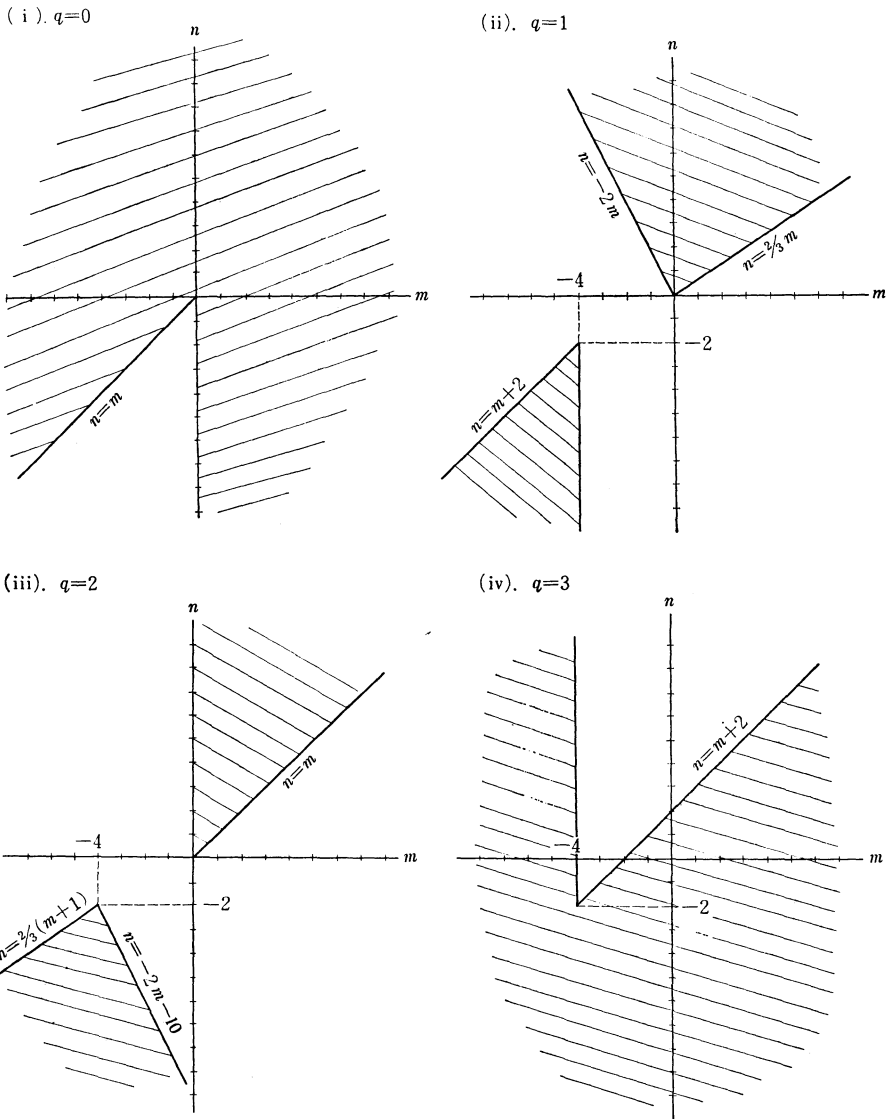 ( i ). q=0
n
m
n=m
(ii). q=1
n
n=−2m
n=⅔m
−4
m
−2
n=m+2
(iii). q=2
n
n=m
−4
m
−2
n=⅔(m+1)
n=−2m−10
(iv). q=3
n
n=m+2
−4
m
−2